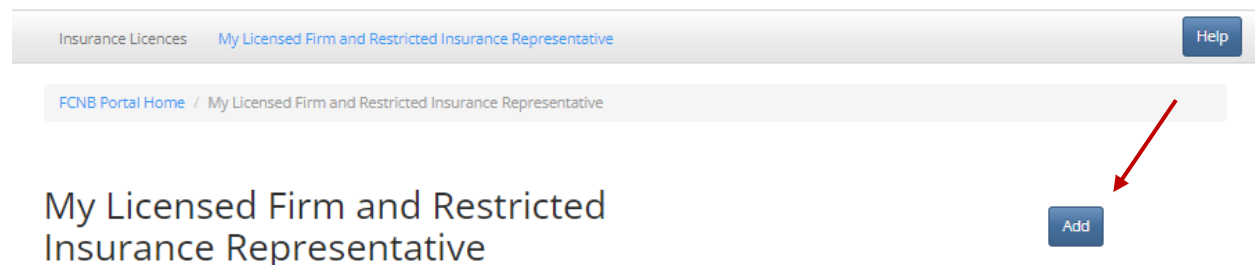 Insurance Licences My Licensed Firm and Restricted Insurance Representative Help
FCNB Portal Home / My Licensed Firm and Restricted Insurance Representative
My Licensed Firm and Restricted
Insurance Representative
Add